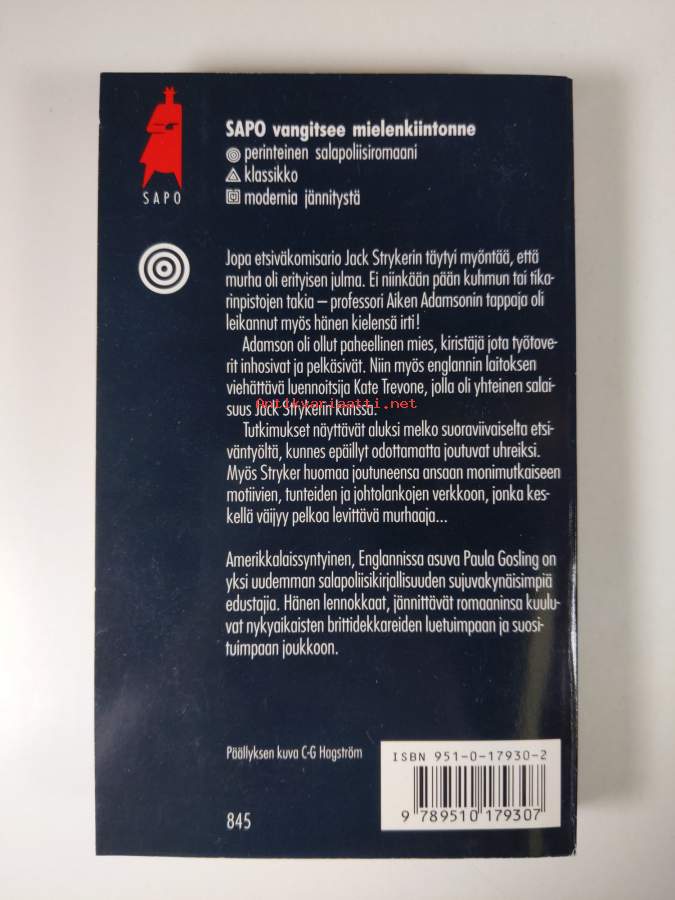 SAPO vangitsee mielenkiintonne
perinteinen salapoliisiromaani
klassikko
modernia jännitystä
SAPO
Jopa etsiväkomisario Jack Strykerin täytyi myöntää, että
murha oli erityisen julma. Ei niinkään pään kuhmun tai tika-
rinpistojen takia – professori Aiken Adamsonin tappaja oli
leikannut myös hänen kielensä irti!
Adamson oli ollut paheellinen mies, kiristäjä jota työtove-
rit inhosivat ja pelkäsivät. Niin myös englannin laitoksen
viehättävä luennoitsija Kate Trevone, jolla oli yhteinen salai-
suus Jack Strykerin kanssa.
Antikvariaatti.net
Tutkimukset näyttävät aluksi melko suoraviivaiselta etsi-
väntyöltä, kunnes epäillyt odottamatta joutuvat uhreiksi.
Myös Stryker huomaa joutuneensa ansaan monimutkaiseen
motiivien, tunteiden ja johtolankojen verkkoon, jonka kes-
kellä väijyy pelkoa levittävä murhaaja...
Amerikkalaissyntyinen, Englannissa asuva Paula Gosling on
yksi uudemman salapoliisikirjallisuuden sujuvakynäisimpiä
edustajia. Hänen lennokkaat, jännittävät romaaninsa kuulu-
vat nykyaikaisten brittidekkareiden luetuimpaan ja suosi-
tuimpaan joukkoon.
Päällyksen kuva C-G Hagström
845
ISBN 951-0-17930-2
9 789510 179307